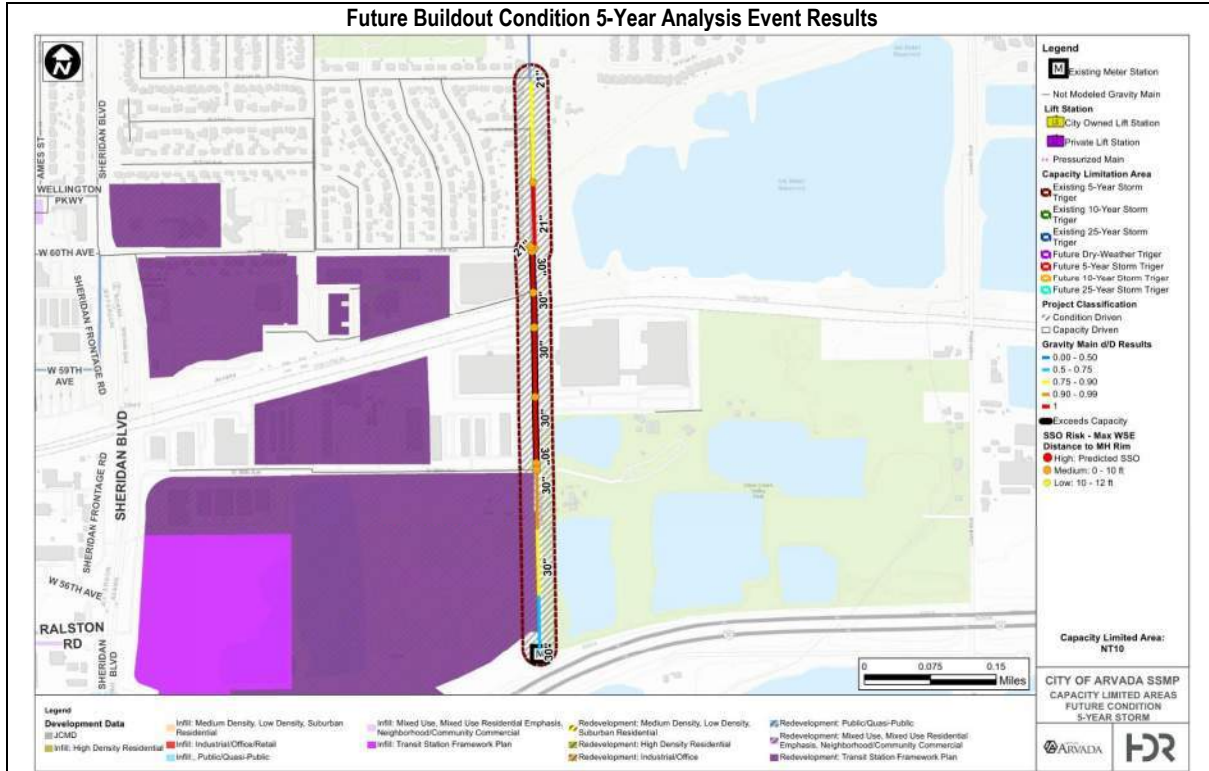 Future Buildout Condition 5-Year Analysis Event Results
N
AMES ST
SHERIDAN BLVD
WELLINGTON
PKWY
W 60TH AVE
SHERIDAN FRONTAGE RD
W 59TH
AVE
SHERIDAN BLVD
SHERIDAN FRONTAGE RD
W 56TH AVE
RALSTON
RD
SHERIDAN
BLVD
21"
21"
21"
30"
30"
30"
30"
30"
30"
30"
30"
M
0 0.075 0.15
Miles
Legend
M Existing Meter Station
Not Modeled Gravity Main
Lift Station
City Owned Lift Station
Private Lift Station
Pressurized Main
Capacity Limitation Area
Existing 5-Year Storm
Triger
Existing 10-Year Storm
Triger
Existing 25-Year Storm
Triger
Future Dry-Weather Triger
Future 5-Year Storm Triger
Future 10-Year Storm Triger
Future 25-Year Storm Triger
Project Classification
Condition Driven
Capacity Driven
Gravity Main d/D Results
0.00 - 0.50
0.5 - 0.75
0.75 - 0.90
0.90 - 0.99
1
Exceeds Capacity
SSO Risk - Max WSE
Distance to MH Rim
High: Predicted SSO
Medium: 0 - 10 ft
Low: 10 - 12 ft
Capacity Limited Area:
NT10
CITY OF ARVADA SSMP
CAPACITY LIMITED AREAS
FUTURE CONDITION
5-YEAR STORM
ARVADA
HDR
Legend
Development Data
JCMD
Infill: High Density Residential
Infill: Medium Density, Low Density, Suburban
Residential
Infill: Industrial/Office/Retail
Infill:, Public/Quasi-Public
Infill: Mixed Use, Mixed Use Residential Emphasis,
Neighborhood/Community Commercial
Infill: Transit Station Framework Plan
Redevelopment: Medium Density, Low Density,
Suburban Residential
Redevelopment: High Density Residential
Redevelopment: Industrial/Office
Redevelopment: Public/Quasi-Public
Redevelopment: Mixed Use, Mixed Use Residential
Emphasis, Neighborhood/Community Commercial
Redevelopment: Transit Station Framework Plan